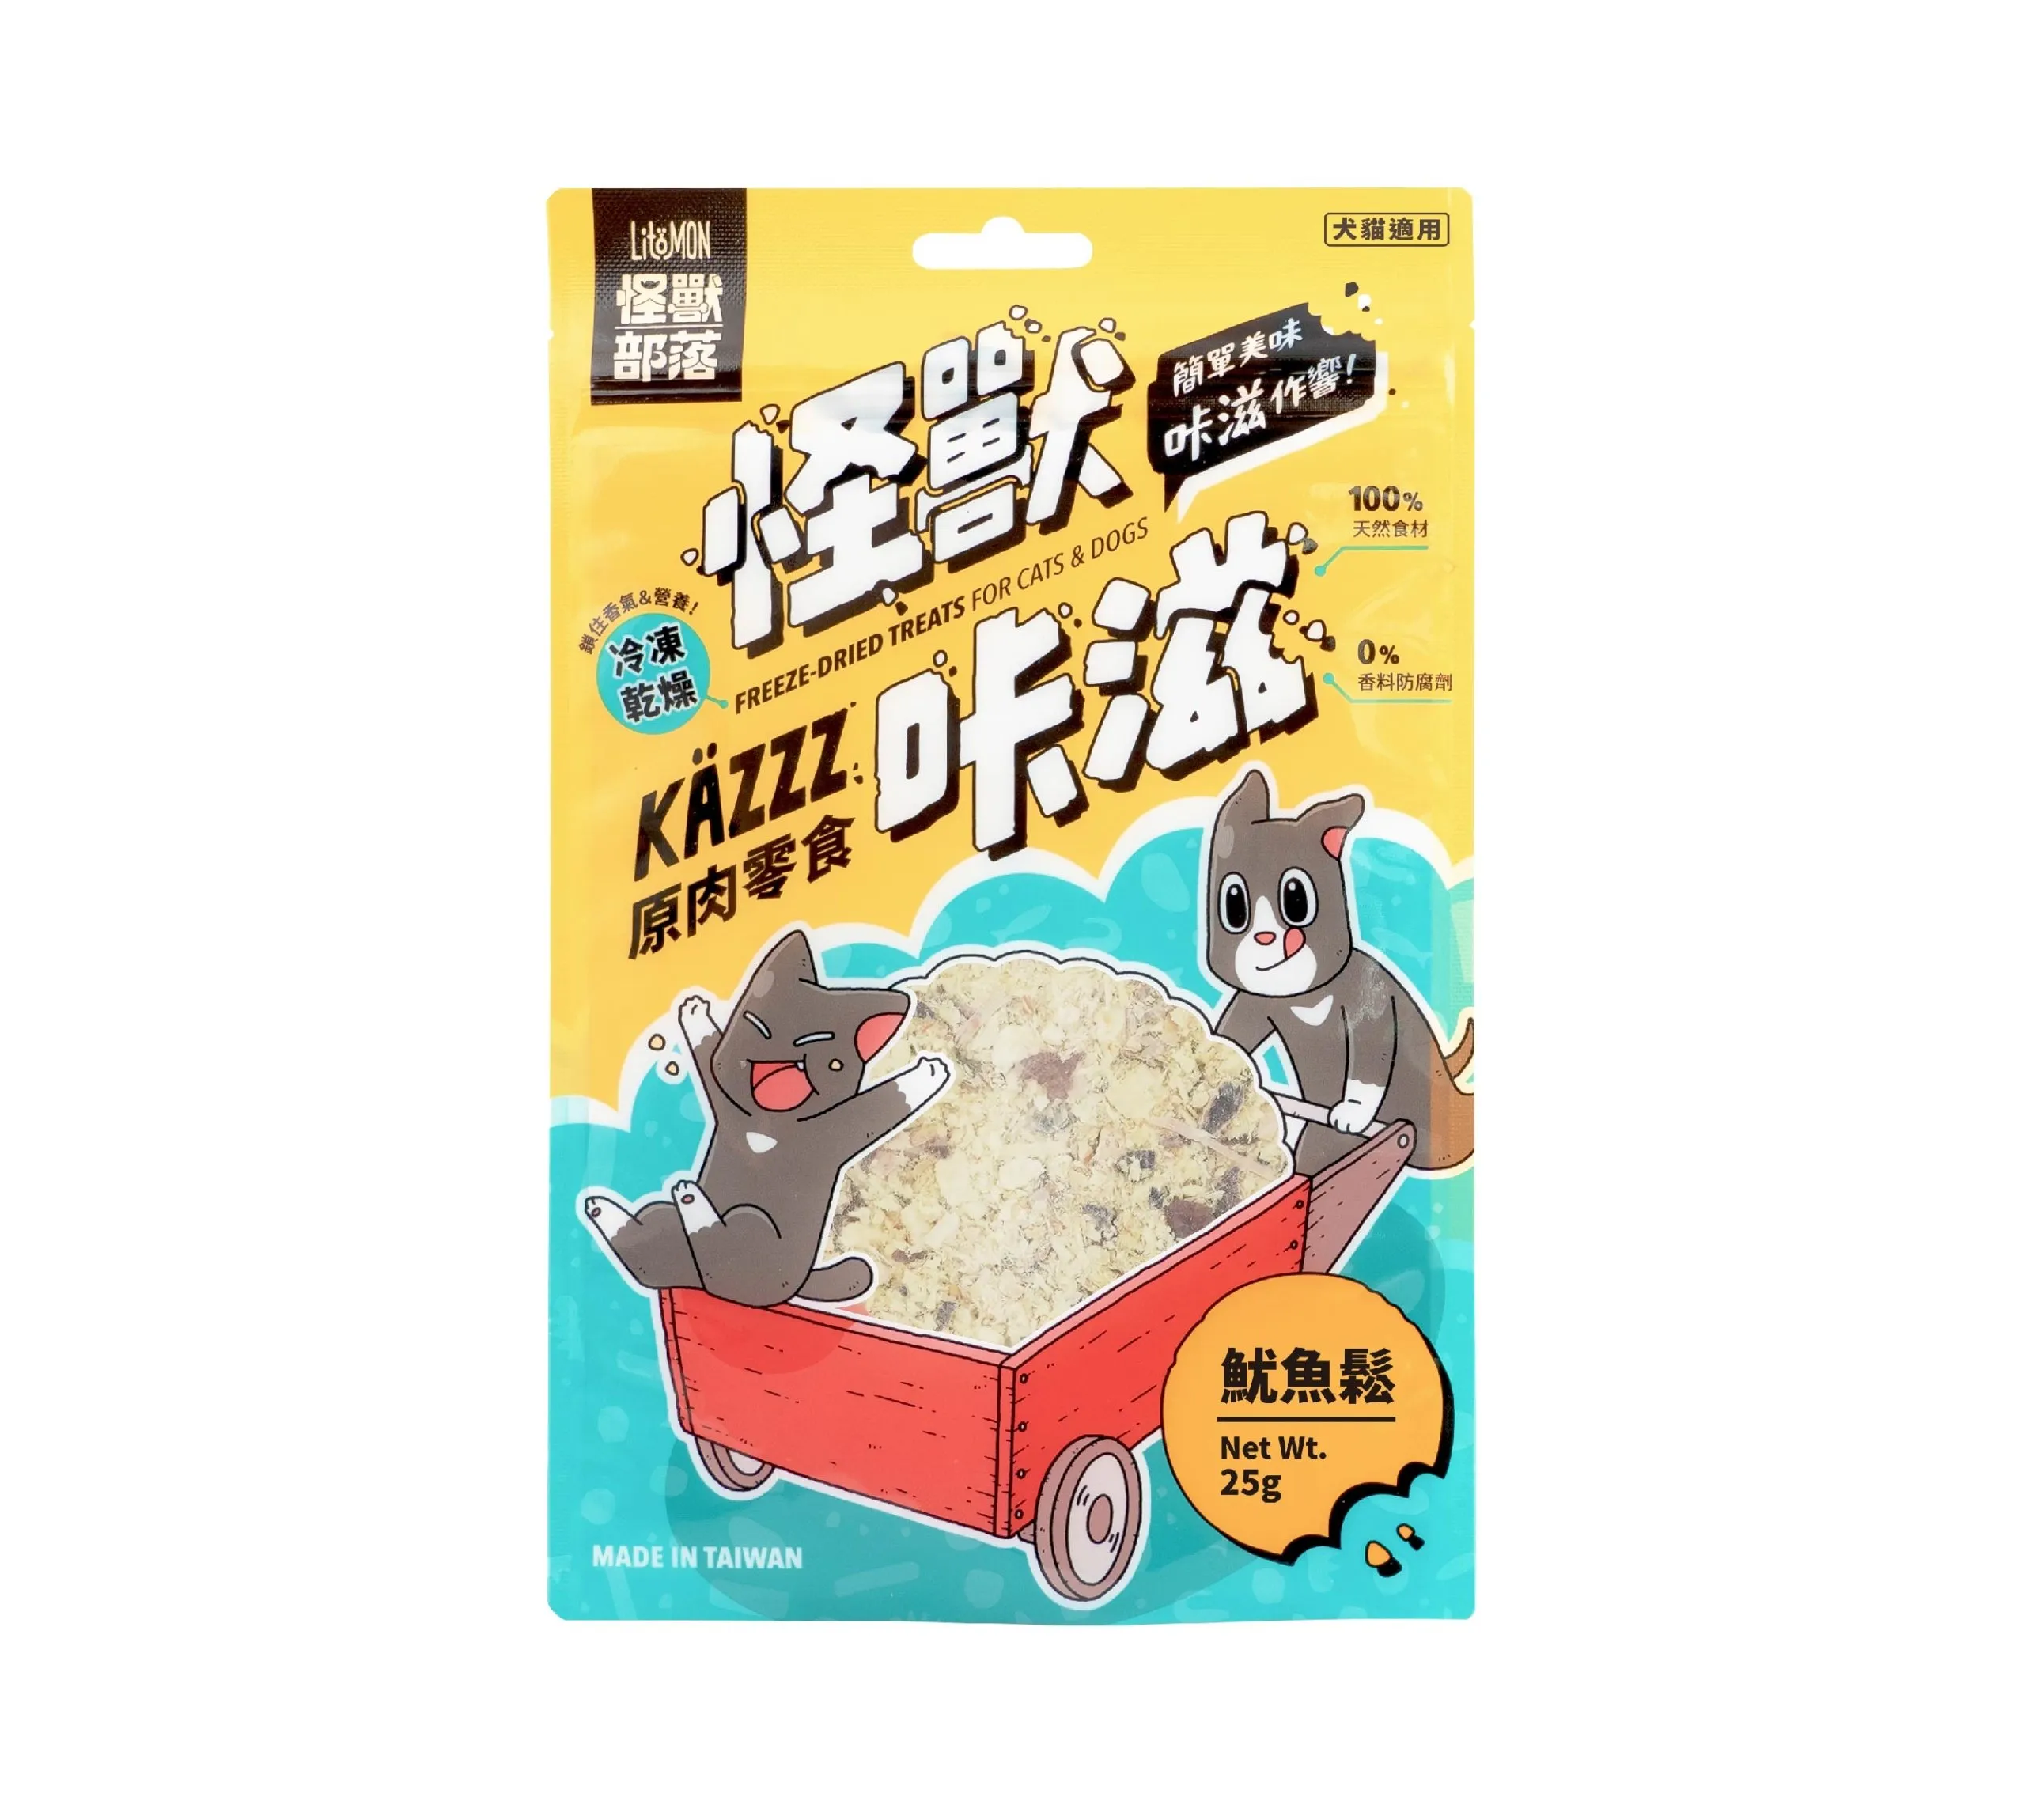 LitöMON
怪獸
部落
犬貓適用
簡單美味
咔滋作響!
怪獸
咔滋
100%
天然食材
0%
香料防腐劑
鎖住香氣&營養!
冷凍
乾燥
FREEZE-DRIED TREATS FOR CATS & DOGS
KÄZZZ
原肉零食
魷魚鬆
Net Wt.
25g
MADE IN TAIWAN